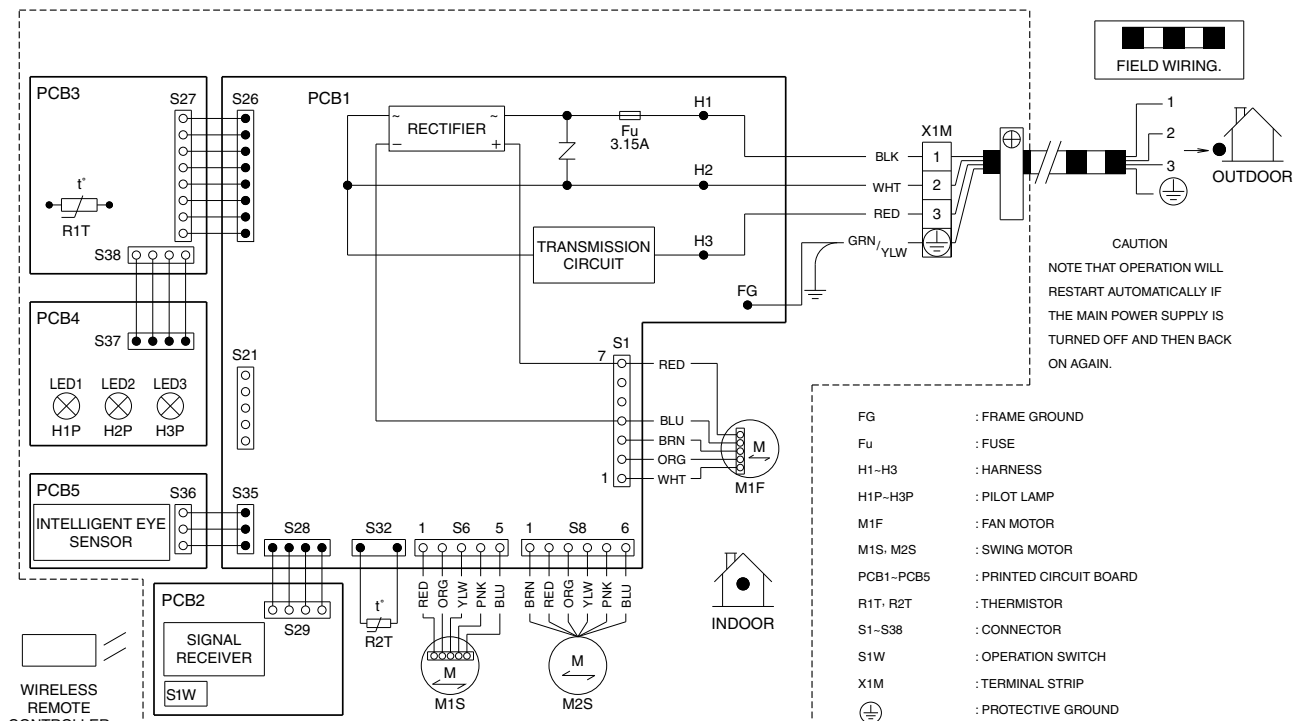 FIELD WIRING.
PCB3
S27
S26
t°
R1T
S38
PCB4
S37
LED1 LED2 LED3
H1P H2P H3P
PCB5
S36
S35
INTELLIGENT EYE
SENSOR
S21
PCB1
~ ~
RECTIFIER
− +
Fu
3.15A
H1
H2
TRANSMISSION
CIRCUIT
H3
FG
BLK
WHT
RED
GRN/YLW
X1M
1
2
3
1
2
3
OUTDOOR
CAUTION
NOTE THAT OPERATION WILL
RESTART AUTOMATICALLY IF
THE MAIN POWER SUPPLY IS
TURNED OFF AND THEN BACK
ON AGAIN.
S1
7
1
RED
BLU
BRN
ORG
WHT
M
M1F
S28
S32
1 S6 5
1 S8 6
RED ORG YLW PNK BLU
BRN RED ORG YLW PNK BLU
PCB2
S29
SIGNAL
RECEIVER
S1W
t°
R2T
M
M1S
M
M2S
INDOOR
WIRELESS
REMOTE
CONTROLLER
FG : FRAME GROUND
Fu : FUSE
H1~H3 : HARNESS
H1P~H3P : PILOT LAMP
M1F : FAN MOTOR
M1S, M2S : SWING MOTOR
PCB1~PCB5 : PRINTED CIRCUIT BOARD
R1T, R2T : THERMISTOR
S1~S38 : CONNECTOR
S1W : OPERATION SWITCH
X1M : TERMINAL STRIP
: PROTECTIVE GROUND